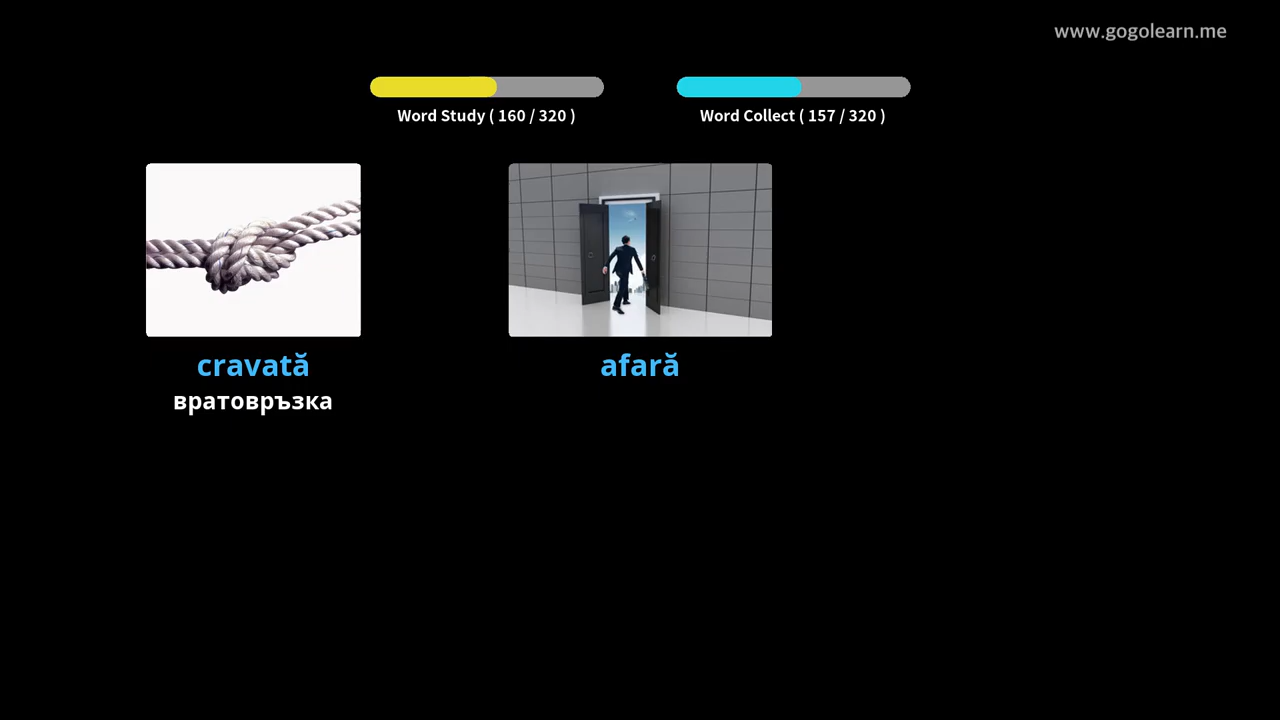 www.gogolearn.me
Word Study ( 160 / 320 )
Word Collect ( 157 / 320 )
cravată
afară
вратовръзка